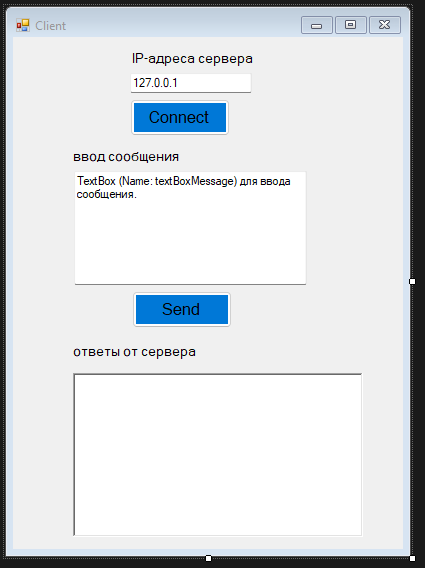 Client
IP-адреса сервера
127.0.0.1
Connect
ввод сообщения
TextBox (Name: textBoxMessage) для ввода
сообщения.
Send
ответы от сервера